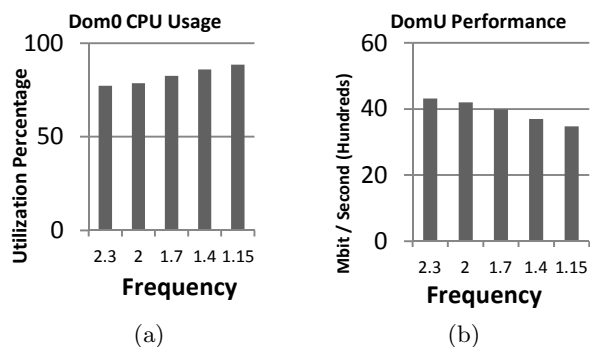 Dom0 CPU Usage
Utilization Percentage
100
50
0
2.3 2 1.7 1.4 1.15
Frequency
(a)
DomU Performance
Mbit / Second (Hundreds)
60
40
20
0
2.3 2 1.7 1.4 1.15
Frequency
(b)